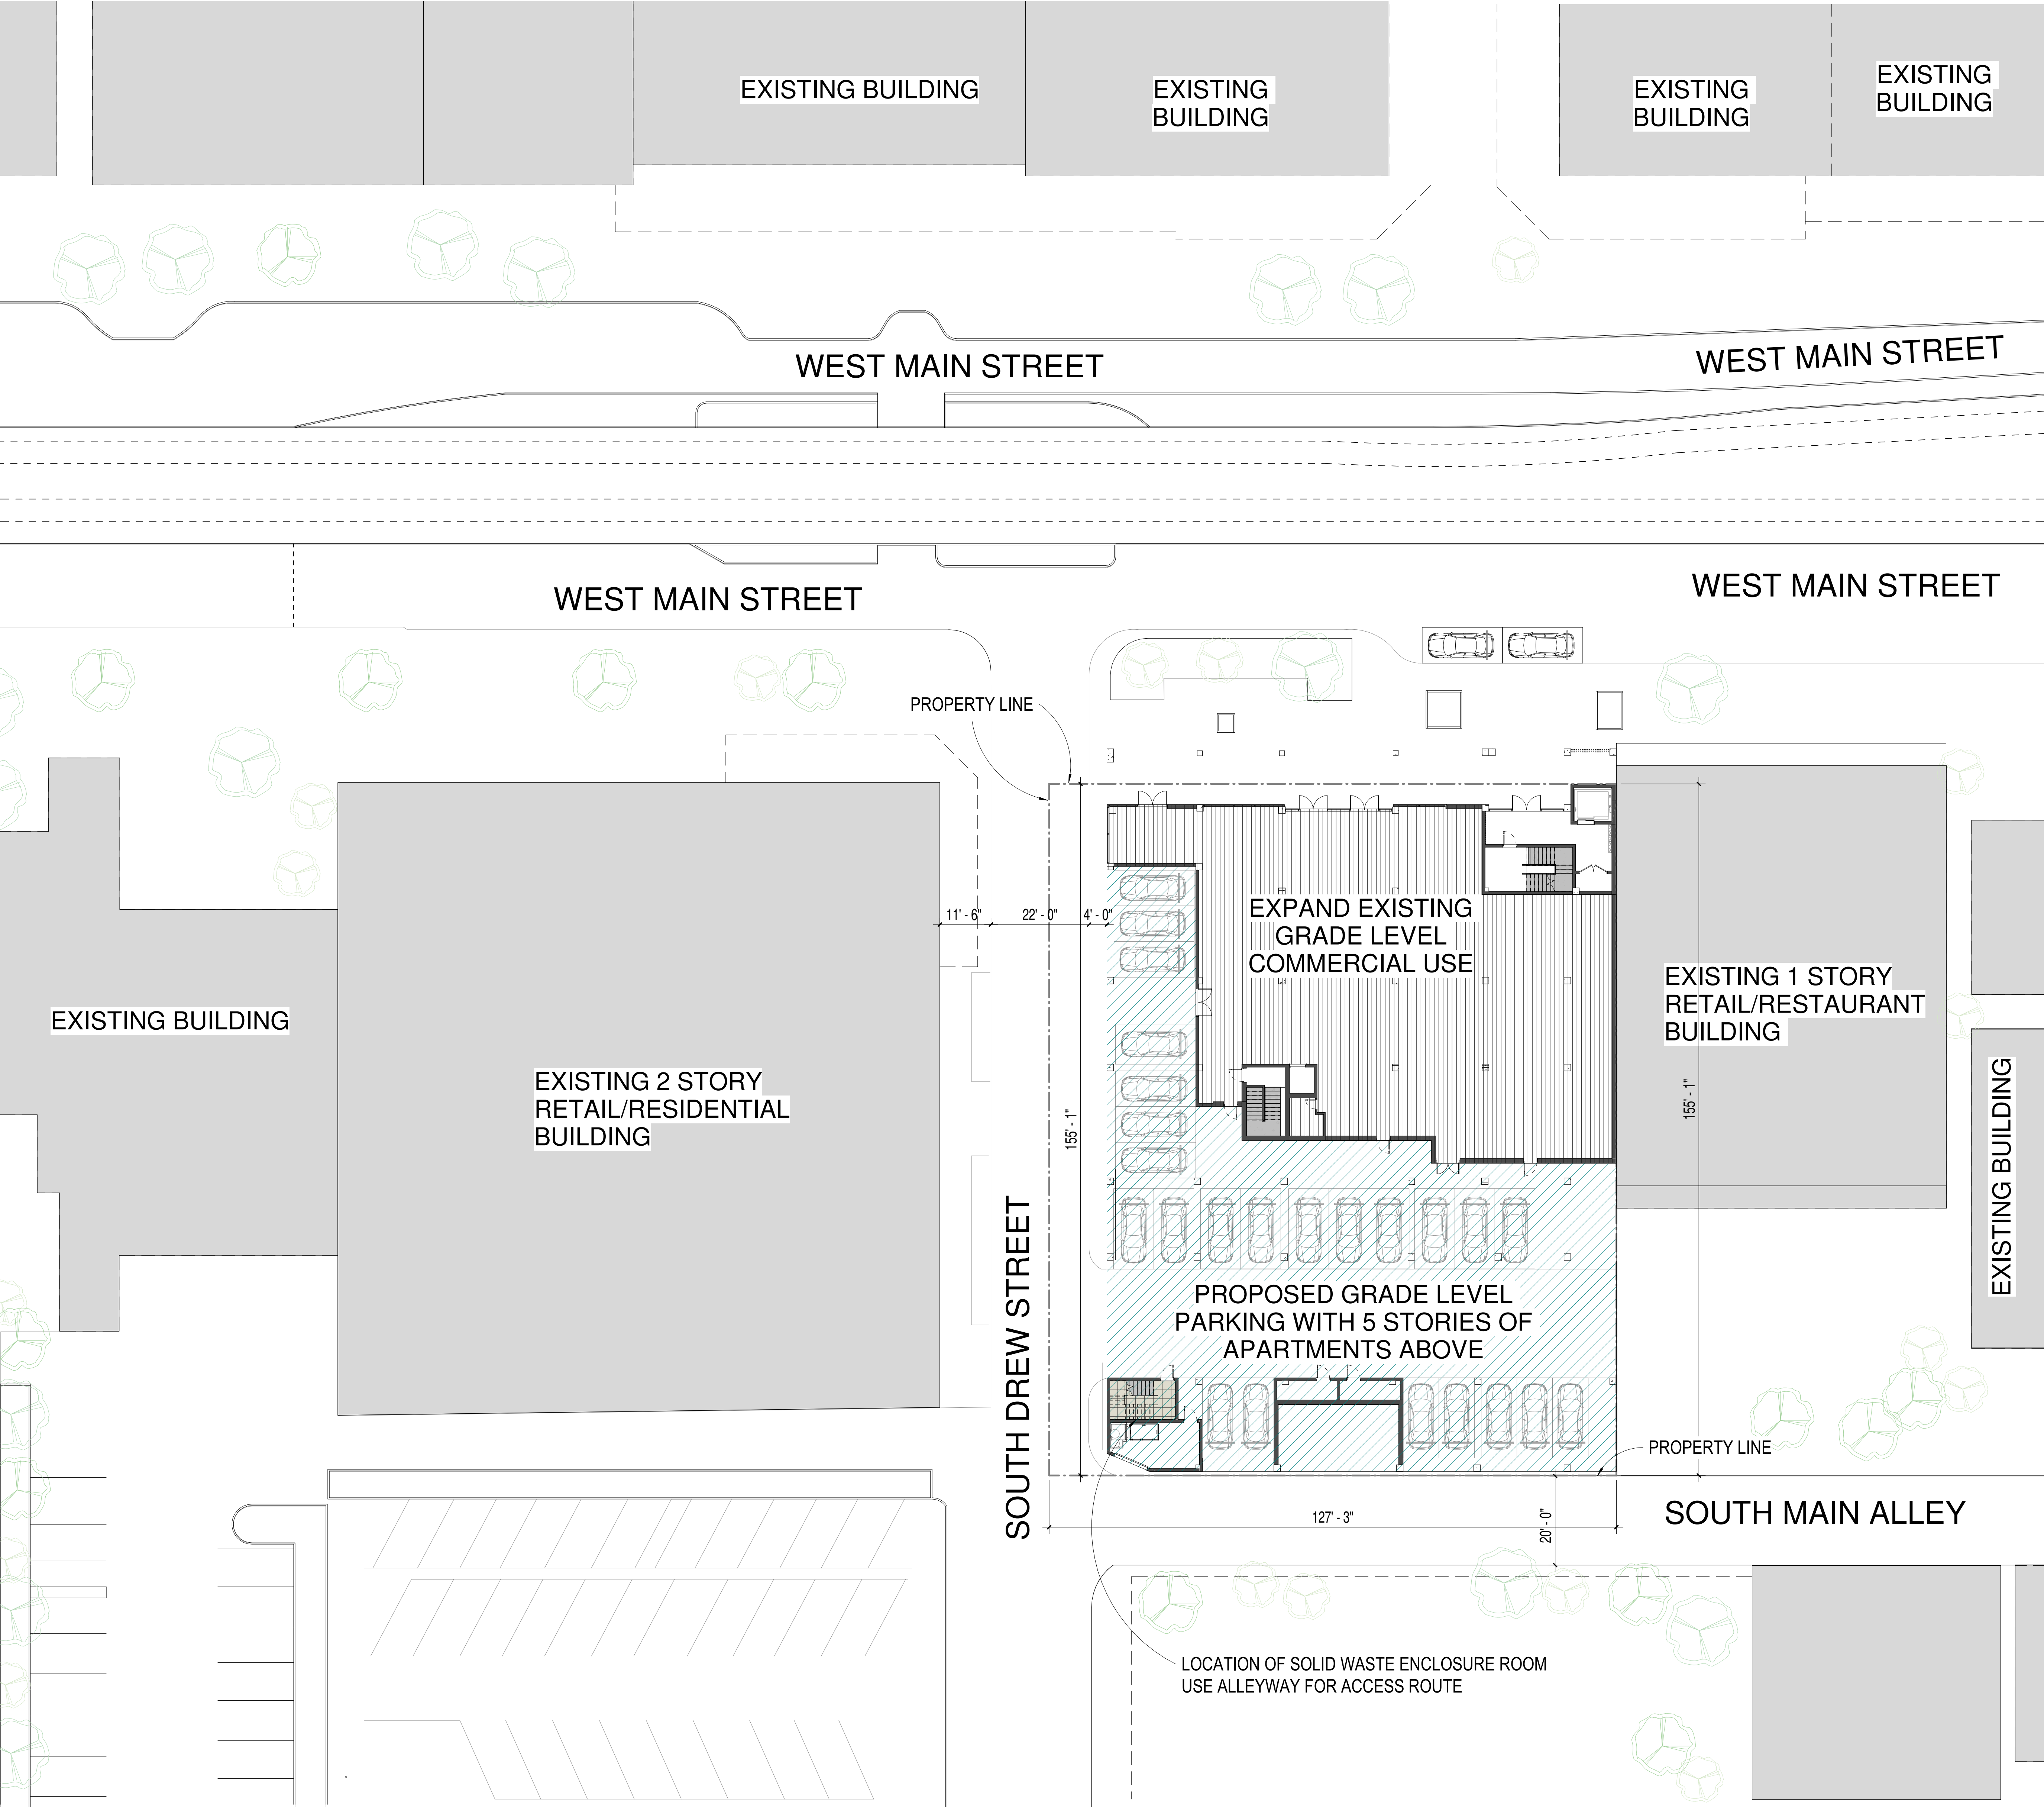 EXISTING BUILDING
EXISTING
BUILDING
EXISTING
BUILDING
EXISTING
BUILDING
WEST MAIN STREET
WEST MAIN STREET
WEST MAIN STREET
WEST MAIN STREET
PROPERTY LINE
11' - 6"
22' - 0"
4' - 0"
EXPAND EXISTING
GRADE LEVEL
COMMERCIAL USE
EXISTING 1 STORY
RETAIL/RESTAURANT
BUILDING
EXISTING BUILDING
EXISTING 2 STORY
RETAIL/RESIDENTIAL
BUILDING
155' - 1"
155' - 1"
EXISTING BUILDING
SOUTH DREW STREET
PROPOSED GRADE LEVEL
PARKING WITH 5 STORIES OF
APARTMENTS ABOVE
PROPERTY LINE
127' - 3"
20' - 0"
SOUTH MAIN ALLEY
LOCATION OF SOLID WASTE ENCLOSURE ROOM
USE ALLEYWAY FOR ACCESS ROUTE